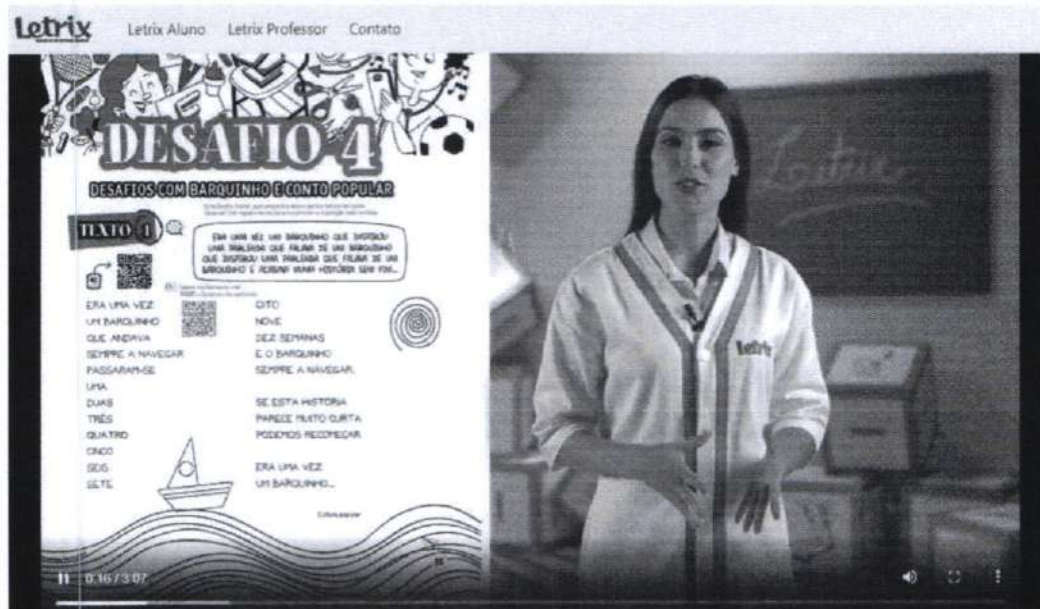 Letrix
Letrix Aluno Letrix Professor Contato
DESAFIO 4
DESAFIOS COM BARQUINHO E CONTO POPULAR
TEXTO 1
ERA UMA VEZ UM BARQUINHO QUE INSPIROU
UMA PARLENDA QUE FALAVA DE UM BARQUINHO
QUE INSPIROU UMA PARLENDA QUE FALAVA DE UM
BARQUINHO E ACABOU NUMA HISTÓRIA SEM FIM...
ERA UMA VEZ
UM BARQUINHO
QUE ANDAVA
SEMPRE A NAVEGAR
PASSARAM-SE
UMA
DUAS
TRÊS
QUATRO
CINCO
SEIS
SETE
OITO
NOVE
DEZ SEMANAS
E O BARQUINHO
SEMPRE A NAVEGAR.
SE ESTA HISTÓRIA
PARECE MUITO CURTA
PODEMOS RECOMEÇAR
ERA UMA VEZ
UM BARQUINHO...
Letrix
0:16 / 3:07